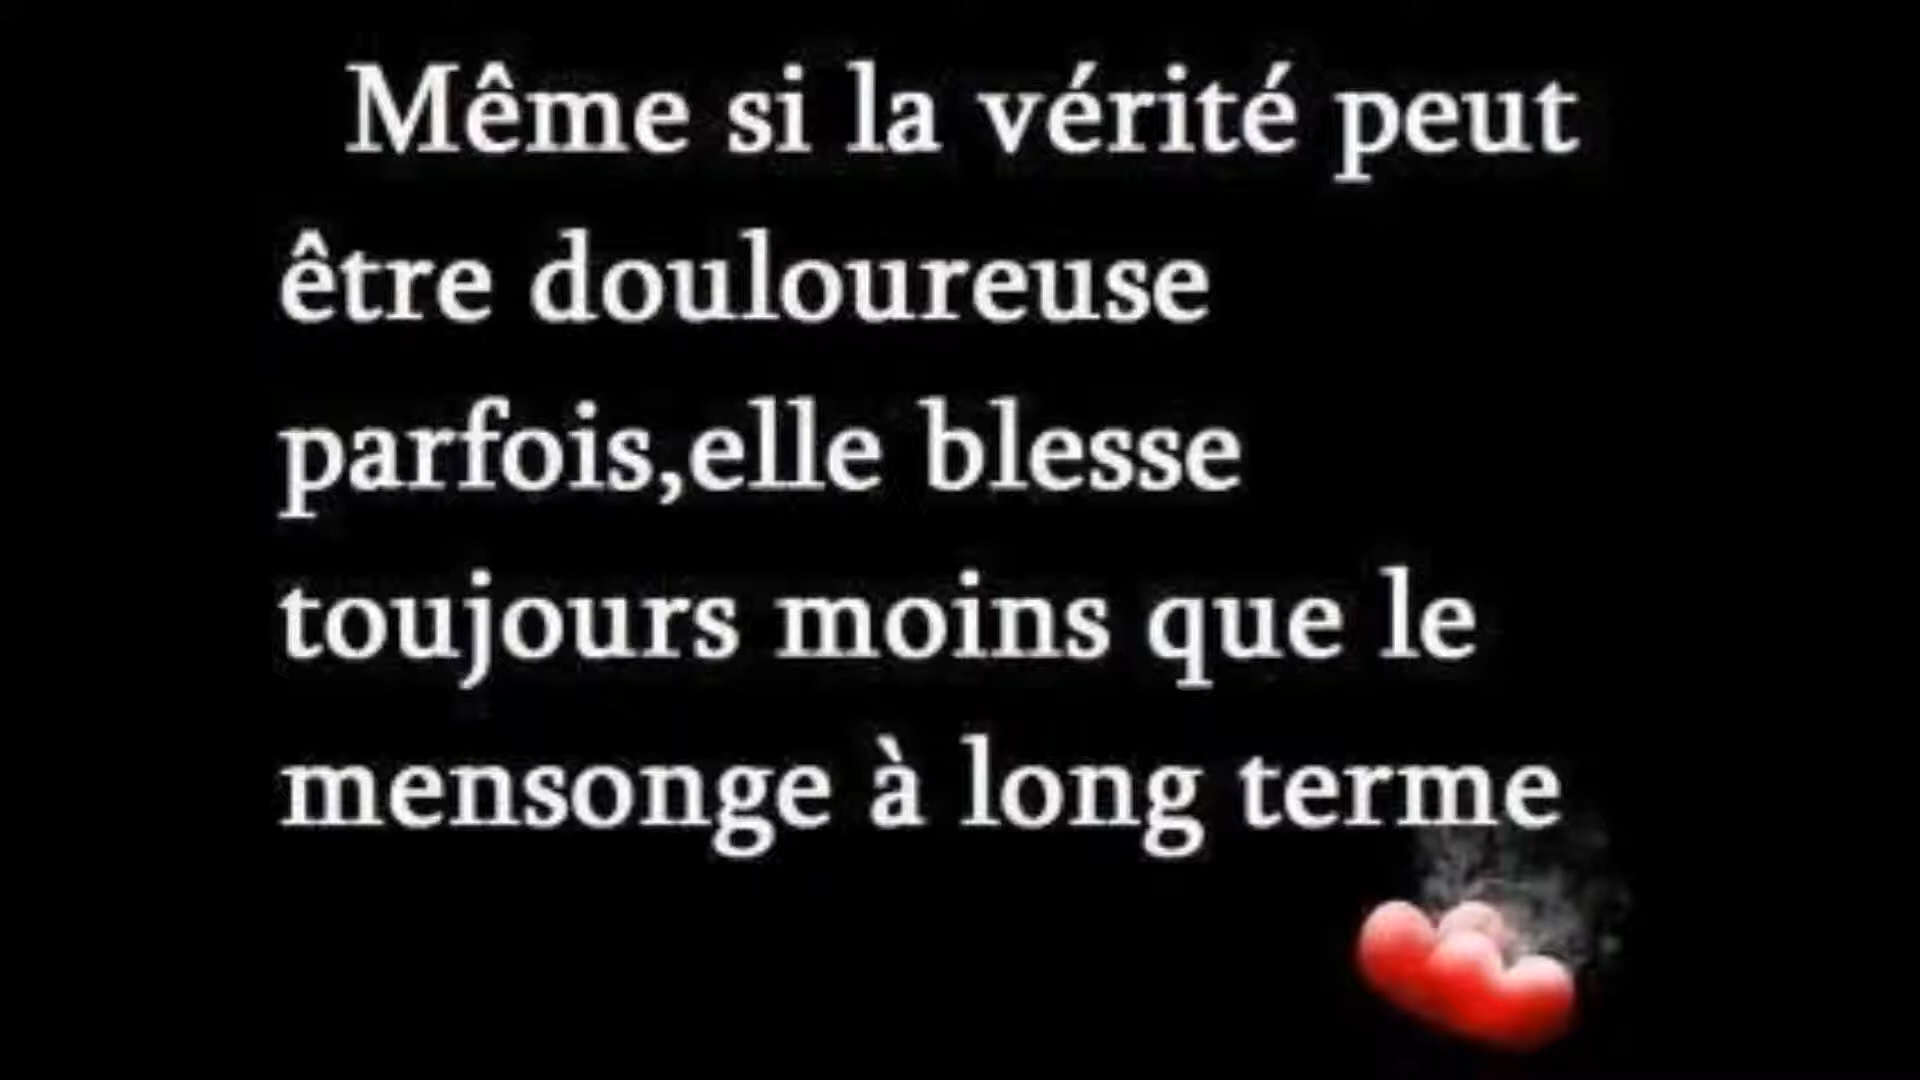 Même si la vérité peut
être douloureuse
parfois,elle blesse
toujours moins que le
mensonge à long terme